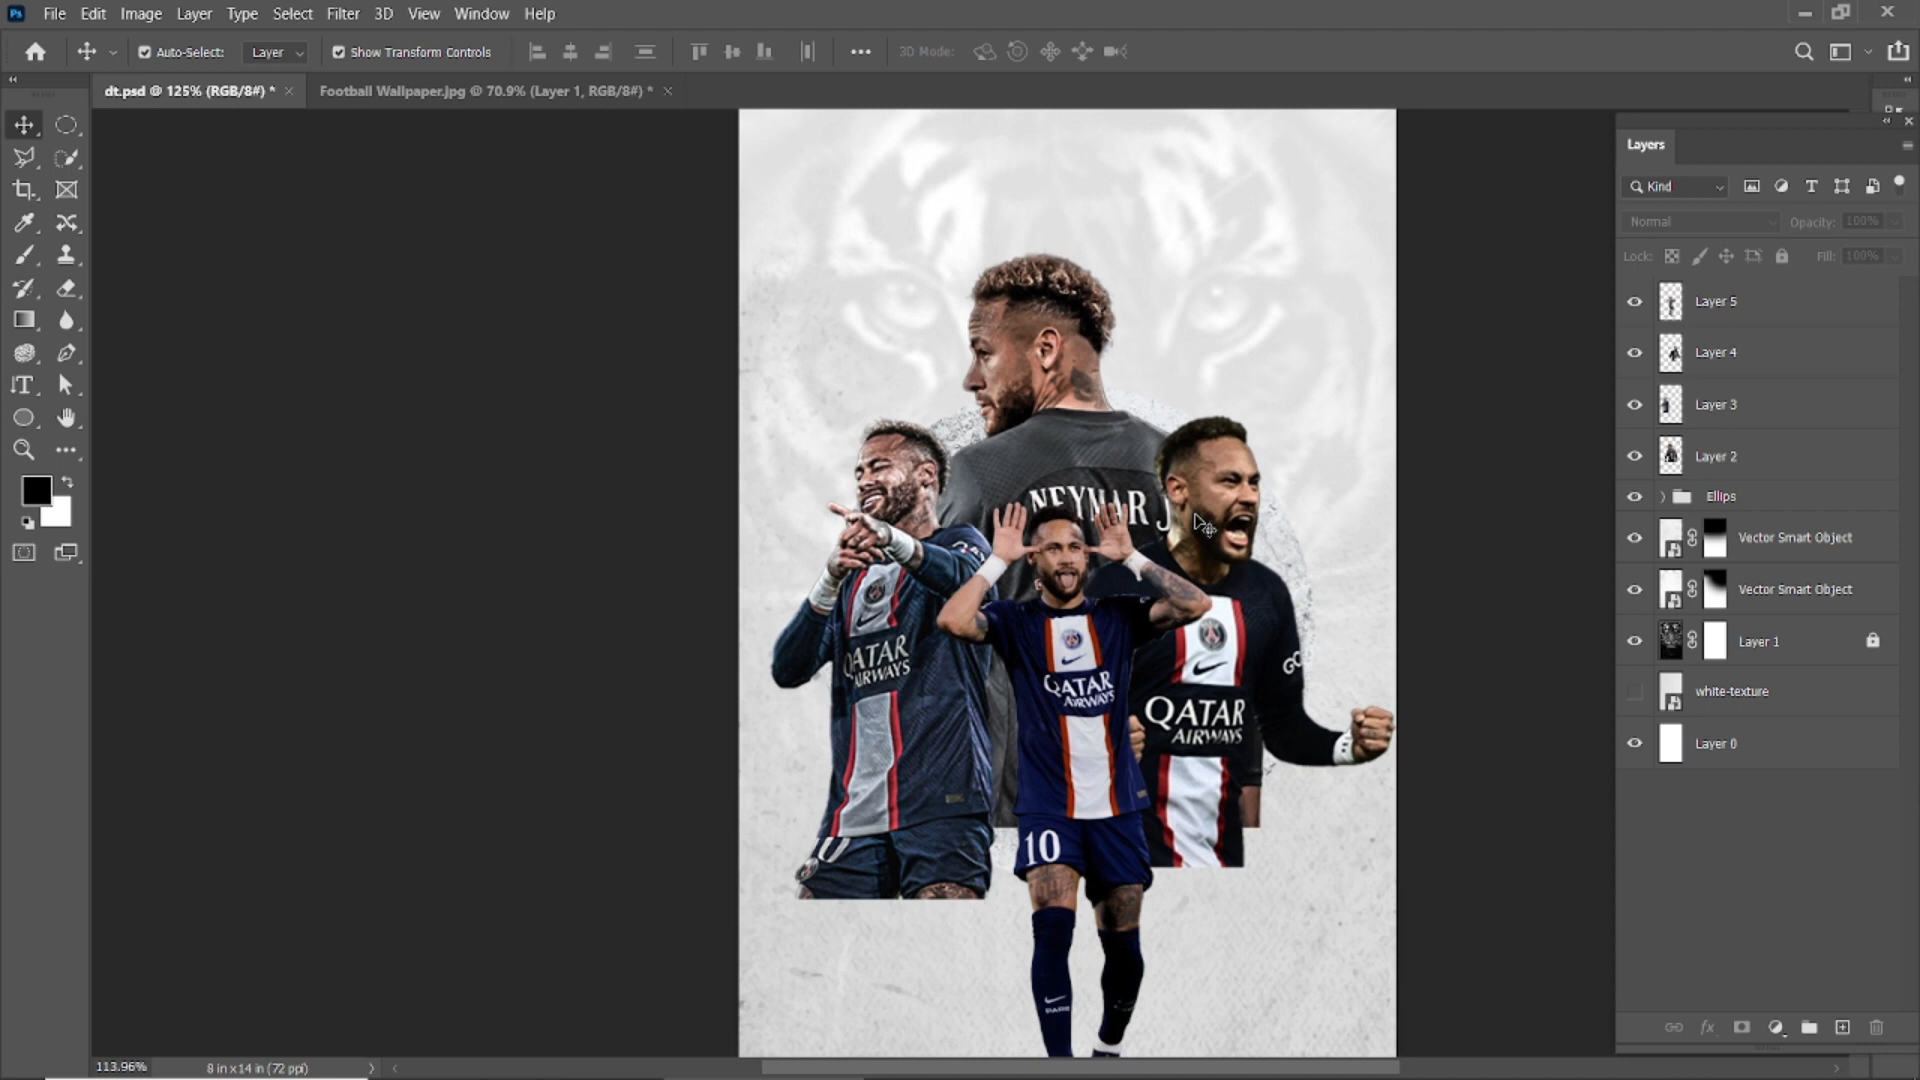 Ps File Edit Image Layer Type Select Filter 3D View Window Help
Auto-Select: Layer Show Transform Controls 3D Mode:
dt.psd @ 125% (RGB/8#) * Football Wallpaper.jpg @ 70.9% (Layer 1, RGB/8#) *
Layers
Kind
Normal Opacity: 100%
Lock: Fill: 100%
Layer 5
Layer 4
Layer 3
Layer 2
Ellips
Vector Smart Object
Vector Smart Object
Layer 1
white-texture
Layer 0
NEYMAR J
QATAR
AIRWAYS
QATAR
AIRWAYS
QATAR
AIRWAYS
GO
10
PARIS
113.96% 8 in x 14 in (72 ppi)